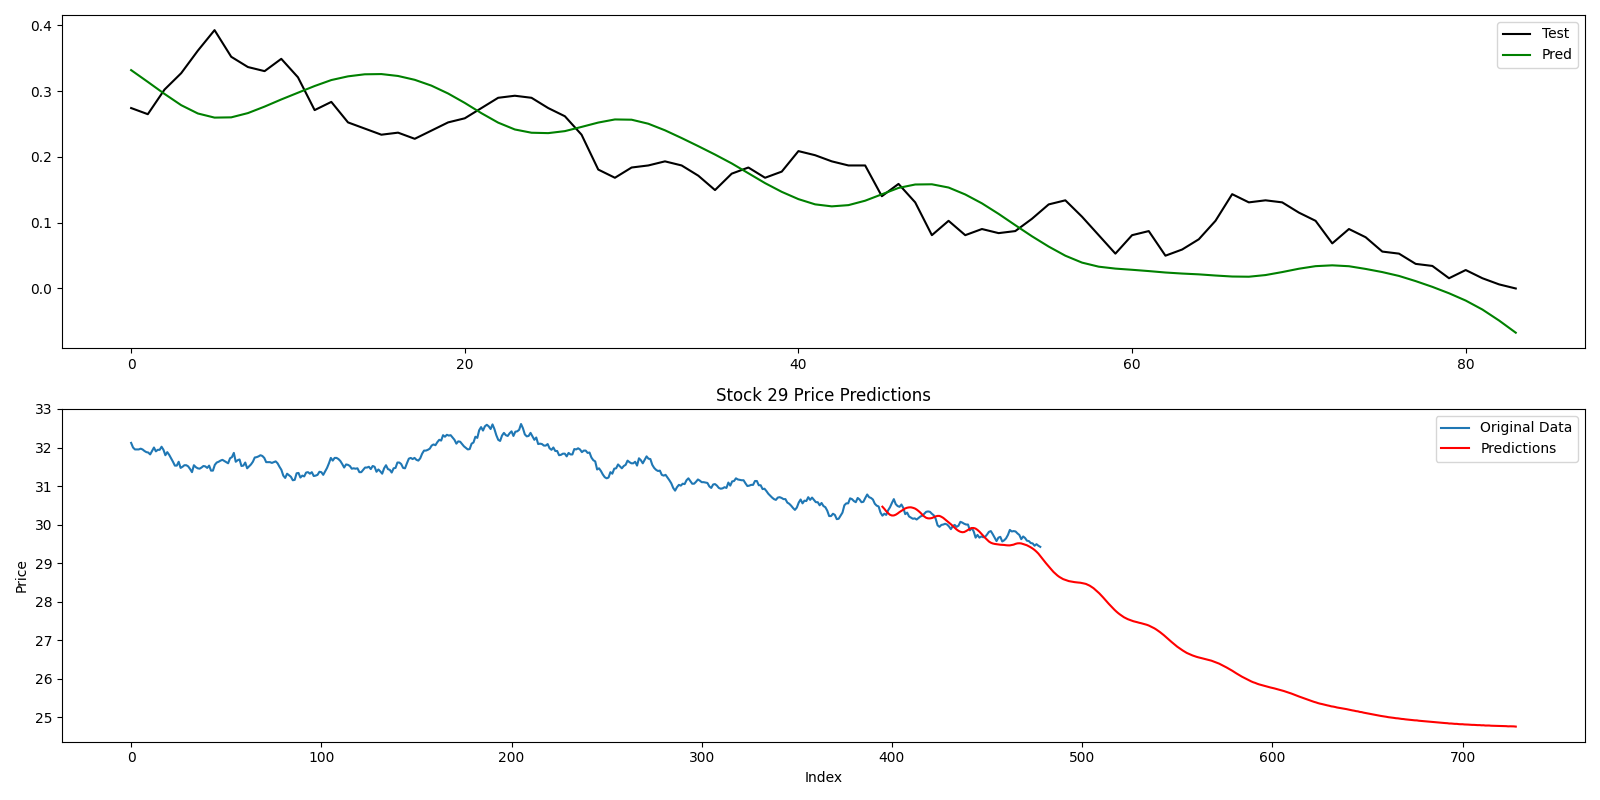 0.4
0.3
0.2
0.1
0.0
Test
Pred
0 20 40 60 80
Stock 29 Price Predictions
33
32
31
30
29
28
27
26
25
Price
Original Data
Predictions
0 100 200 300 400 500 600 700
Index